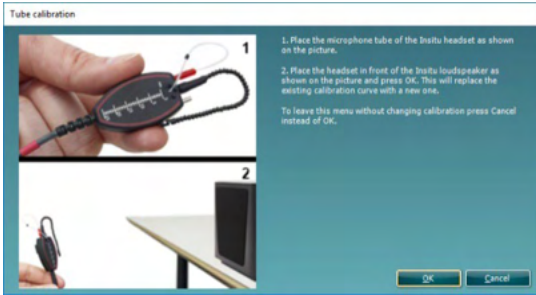 Tube calibration
1
1. Place the microphone tube of the Insitu headset as shown
on the picture.
2. Place the headset in front of the Insitu loudspeaker as
shown on the picture and press OK. This will replace the
existing calibration curve with a new one.
To leave this menu without changing calibration press Cancel
instead of OK.
2
OK
Cancel